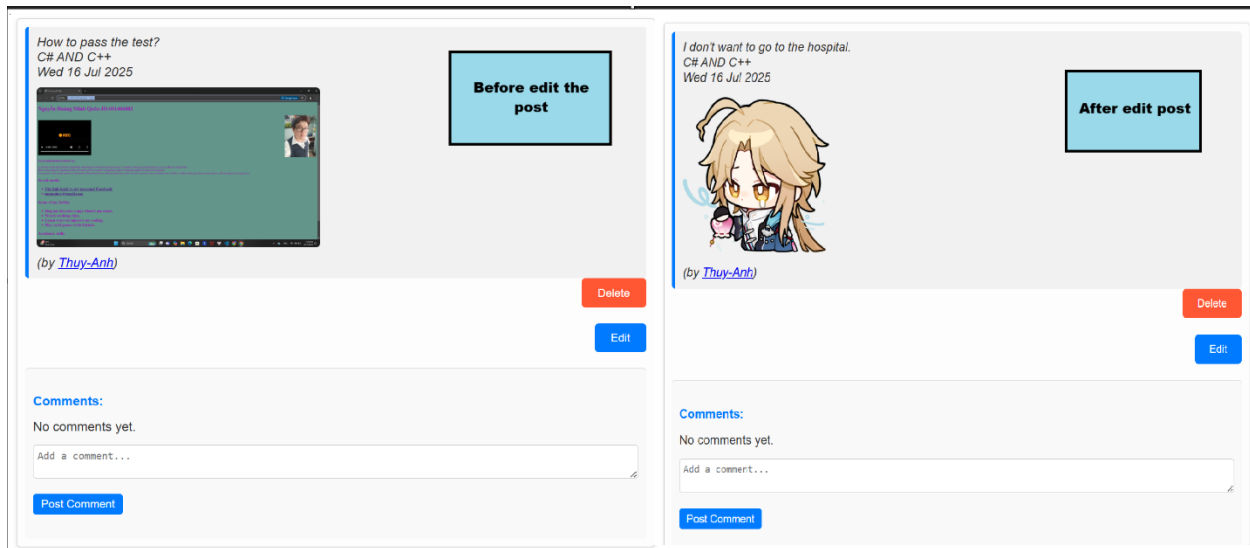 How to pass the test?
C# AND C++
Wed 16 Jul 2025
Before edit the
post
(by Thuy-Anh)
Delete
Edit
Comments:
No comments yet.
Add a comment...
Post Comment
I don't want to go to the hospital.
C# AND C++
Wed 16 Jul 2025
After edit post
(by Thuy-Anh)
Delete
Edit
Comments:
No comments yet.
Add a comment...
Post Comment